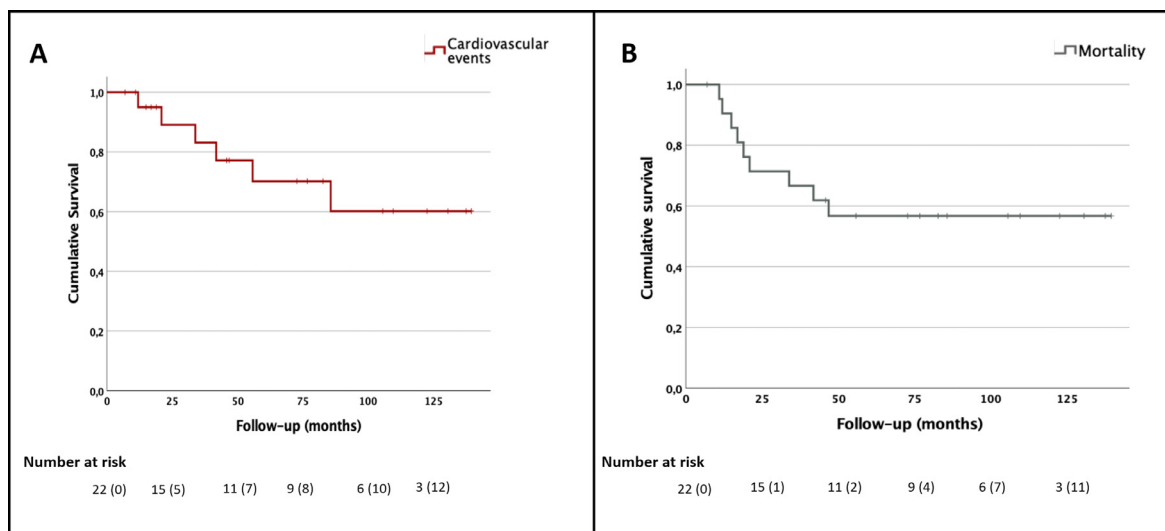 A
Cardiovascular
events
1,0
0,8
0,6
0,4
0,2
0,0
Cumulative Survival
0 25 50 75 100 125
Follow-up (months)
Number at risk
22 (0) 15 (5) 11 (7) 9 (8) 6 (10) 3 (12)
B
Mortality
1,0
0,8
0,6
0,4
0,2
0,0
Cumulative survival
0 25 50 75 100 125
Follow-up (months)
Number at risk
22 (0) 15 (1) 11 (2) 9 (4) 6 (7) 3 (11)